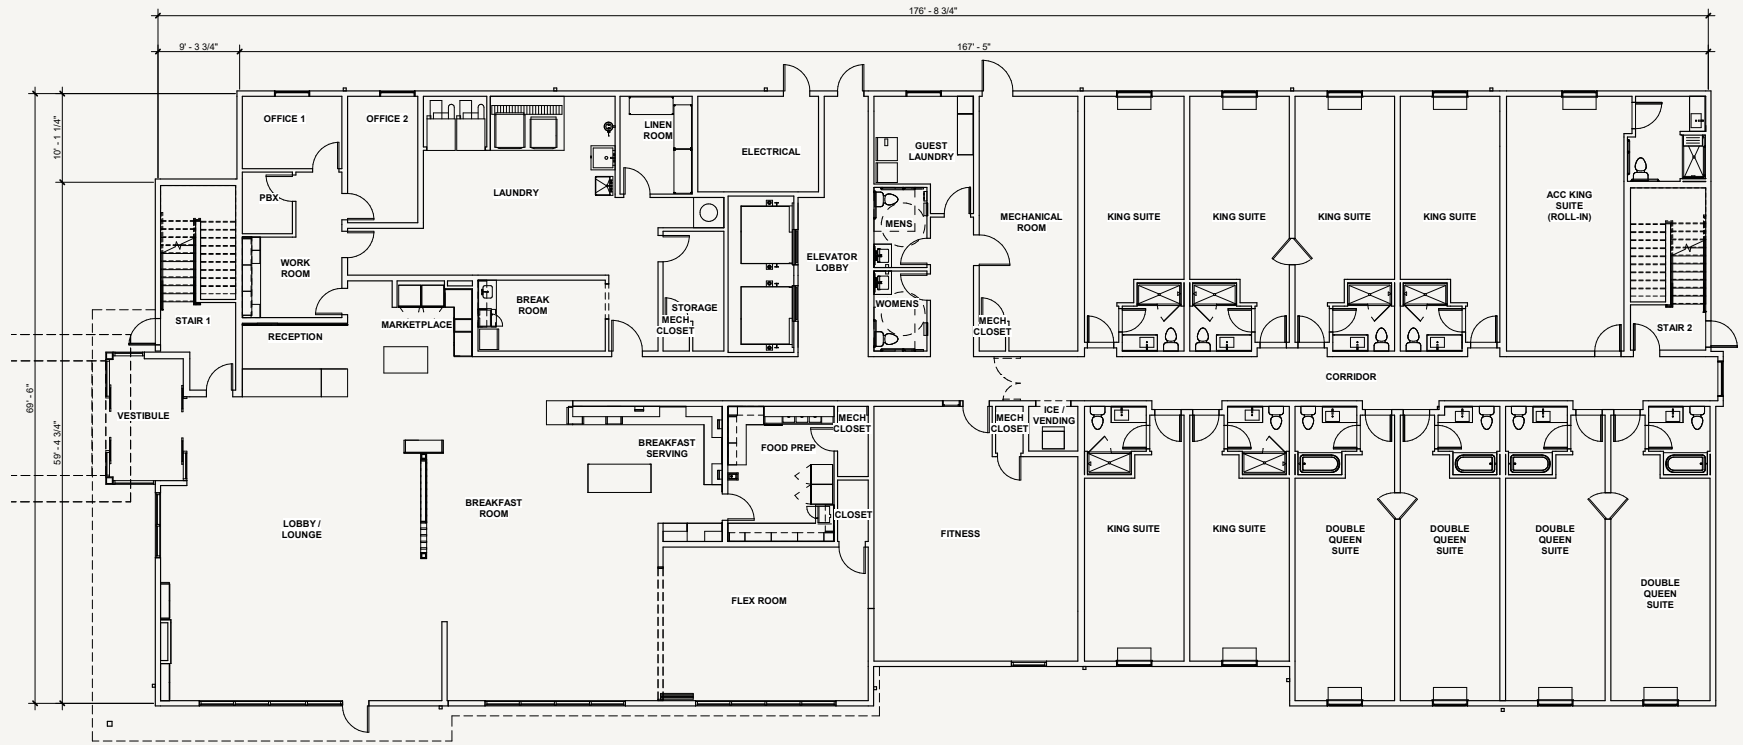 176' - 8 3/4"
9' - 3 3/4"
167' - 5"
10' - 1 1/4"
69' - 6"
59' - 4 3/4"
OFFICE 1
OFFICE 2
LINEN
ROOM
ELECTRICAL
GUEST
LAUNDRY
PBX
LAUNDRY
MENS
MECHANICAL
ROOM
KING SUITE
KING SUITE
KING SUITE
KING SUITE
ACC KING
SUITE
(ROLL-IN)
WORK
ROOM
ELEVATOR
LOBBY
STAIR 1
MARKETPLACE
BREAK
ROOM
STORAGE
MECH
CLOSET
WOMENS
MECH
CLOSET
STAIR 2
RECEPTION
CORRIDOR
VESTIBULE
BREAKFAST
SERVING
FOOD PREP
MECH
CLOSET
MECH
CLOSET
ICE /
VENDING
BREAKFAST
ROOM
CLOSET
LOBBY /
LOUNGE
FITNESS
KING SUITE
KING SUITE
DOUBLE
QUEEN
SUITE
DOUBLE
QUEEN
SUITE
DOUBLE
QUEEN
SUITE
DOUBLE
QUEEN
SUITE
FLEX ROOM